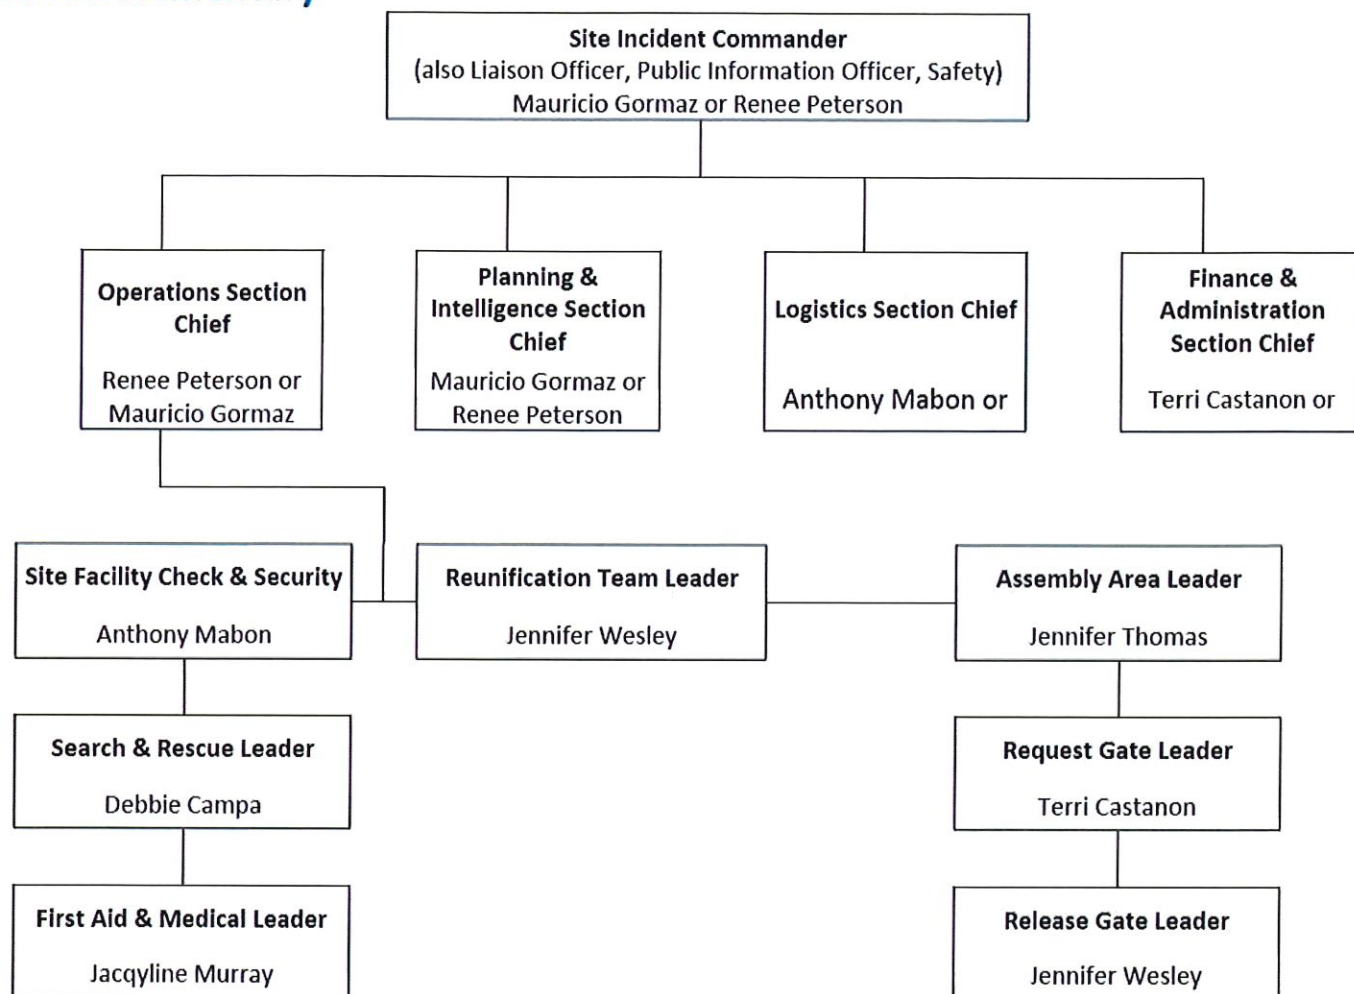 Site Incident Commander
(also Liaison Officer, Public Information Officer, Safety)
Mauricio Gormaz or Renee Peterson
Operations Section
Chief
Renee Peterson or
Mauricio Gormaz
Planning &
Intelligence Section
Chief
Mauricio Gormaz or
Renee Peterson
Logistics Section Chief
Anthony Mabon or
Finance &
Administration
Section Chief
Terri Castanon or
Site Facility Check & Security
Anthony Mabon
Reunification Team Leader
Jennifer Wesley
Assembly Area Leader
Jennifer Thomas
Search & Rescue Leader
Debbie Campa
Request Gate Leader
Terri Castanon
First Aid & Medical Leader
Jacqyline Murray
Release Gate Leader
Jennifer Wesley